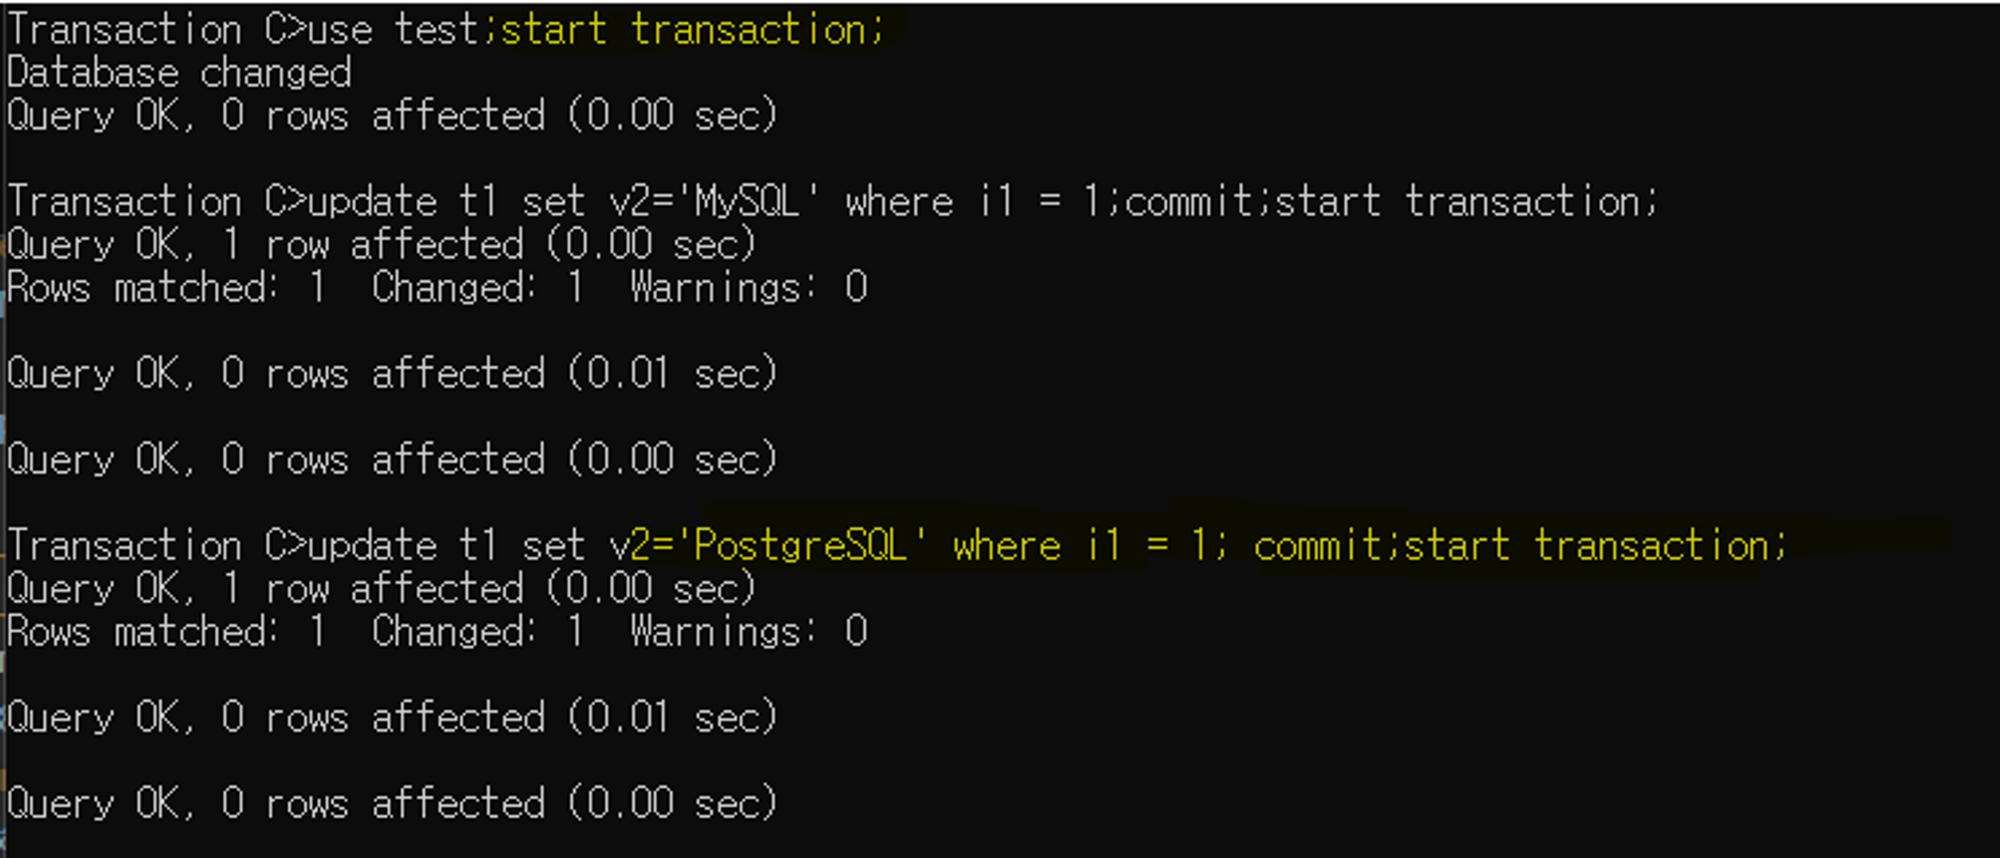 Transaction C>use test;start transaction;
Database changed
Query OK, 0 rows affected (0.00 sec)
Transaction C>update t1 set v2='MySQL' where i1 = 1;commit;start transaction;
Query OK, 1 row affected (0.00 sec)
Rows matched: 1  Changed: 1  Warnings: 0
Query OK, 0 rows affected (0.01 sec)
Query OK, 0 rows affected (0.00 sec)
Transaction C>update t1 set v2='PostgreSQL' where i1 = 1; commit;start transaction;
Query OK, 1 row affected (0.00 sec)
Rows matched: 1  Changed: 1  Warnings: 0
Query OK, 0 rows affected (0.01 sec)
Query OK, 0 rows affected (0.00 sec)